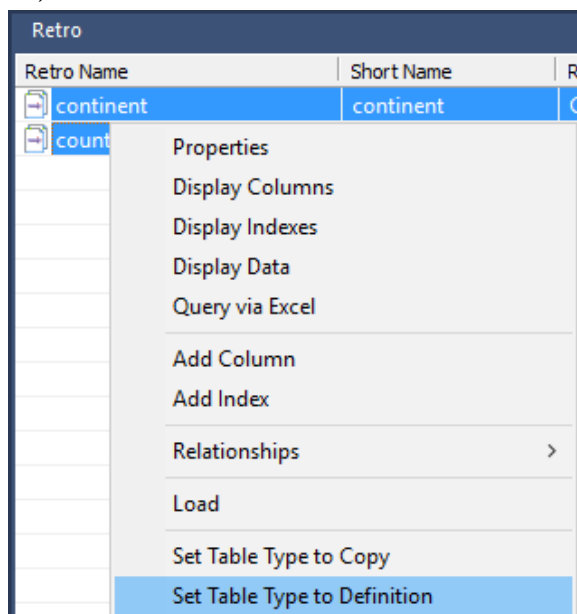 Retro
Retro Name Short Name R
continent continent
count
Properties
Display Columns
Display Indexes
Display Data
Query via Excel
Add Column
Add Index
Relationships
Load
Set Table Type to Copy
Set Table Type to Definition